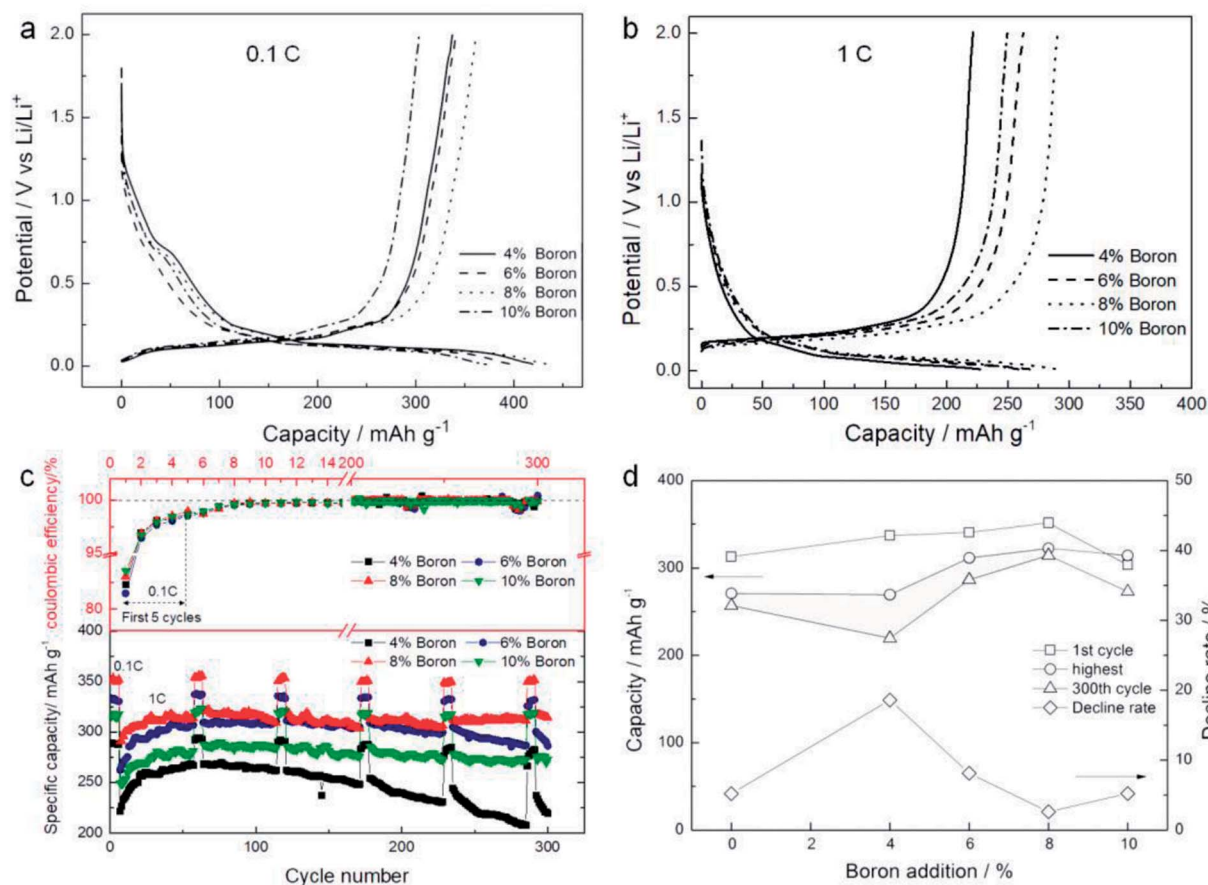 a
0.1 C
2.0
1.5
1.0
0.5
0.0
Potential / V vs Li/Li+
4% Boron
6% Boron
8% Boron
10% Boron
0 100 200 300 400
Capacity / mAh g-1
b
1 C
2.0
1.5
1.0
0.5
0.0
Potential / V vs Li/Li+
4% Boron
6% Boron
8% Boron
10% Boron
0 50 100 150 200 250 300 350 400
Capacity / mAh g-1
c
0 2 4 6 8 10 12 14 200 300
coulombic efficiency/%
100
95
80
4% Boron 6% Boron
8% Boron 10% Boron
0.1C
First 5 cycles
Specific capacity/ mAh g-1
400
350
300
250
200
4% Boron 6% Boron
8% Boron 10% Boron
0.1C
1C
0 50 100 200 300
Cycle number
d
400
350
300
250
200
150
100
50
0
Capacity / mAh g-1
50
40
30
20
10
0
Decline rate / %
1st cycle
highest
300th cycle
Decline rate
0 2 4 6 8 10
Boron addition / %